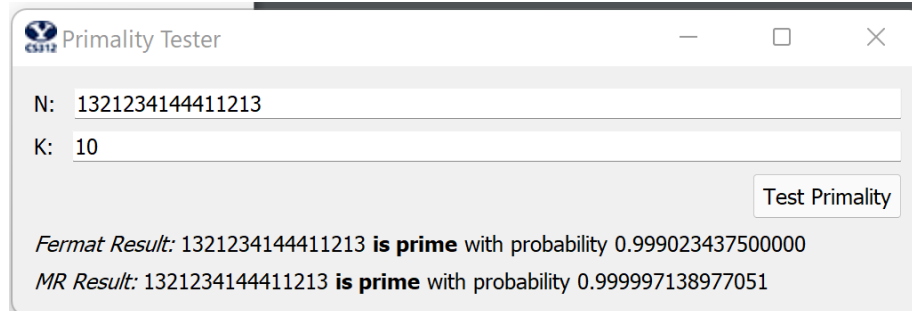 CS312 Primality Tester
N: 1321234144411213
K: 10
Test Primality
Fermat Result: 1321234144411213 is prime with probability 0.999023437500000
MR Result: 1321234144411213 is prime with probability 0.999997138977051